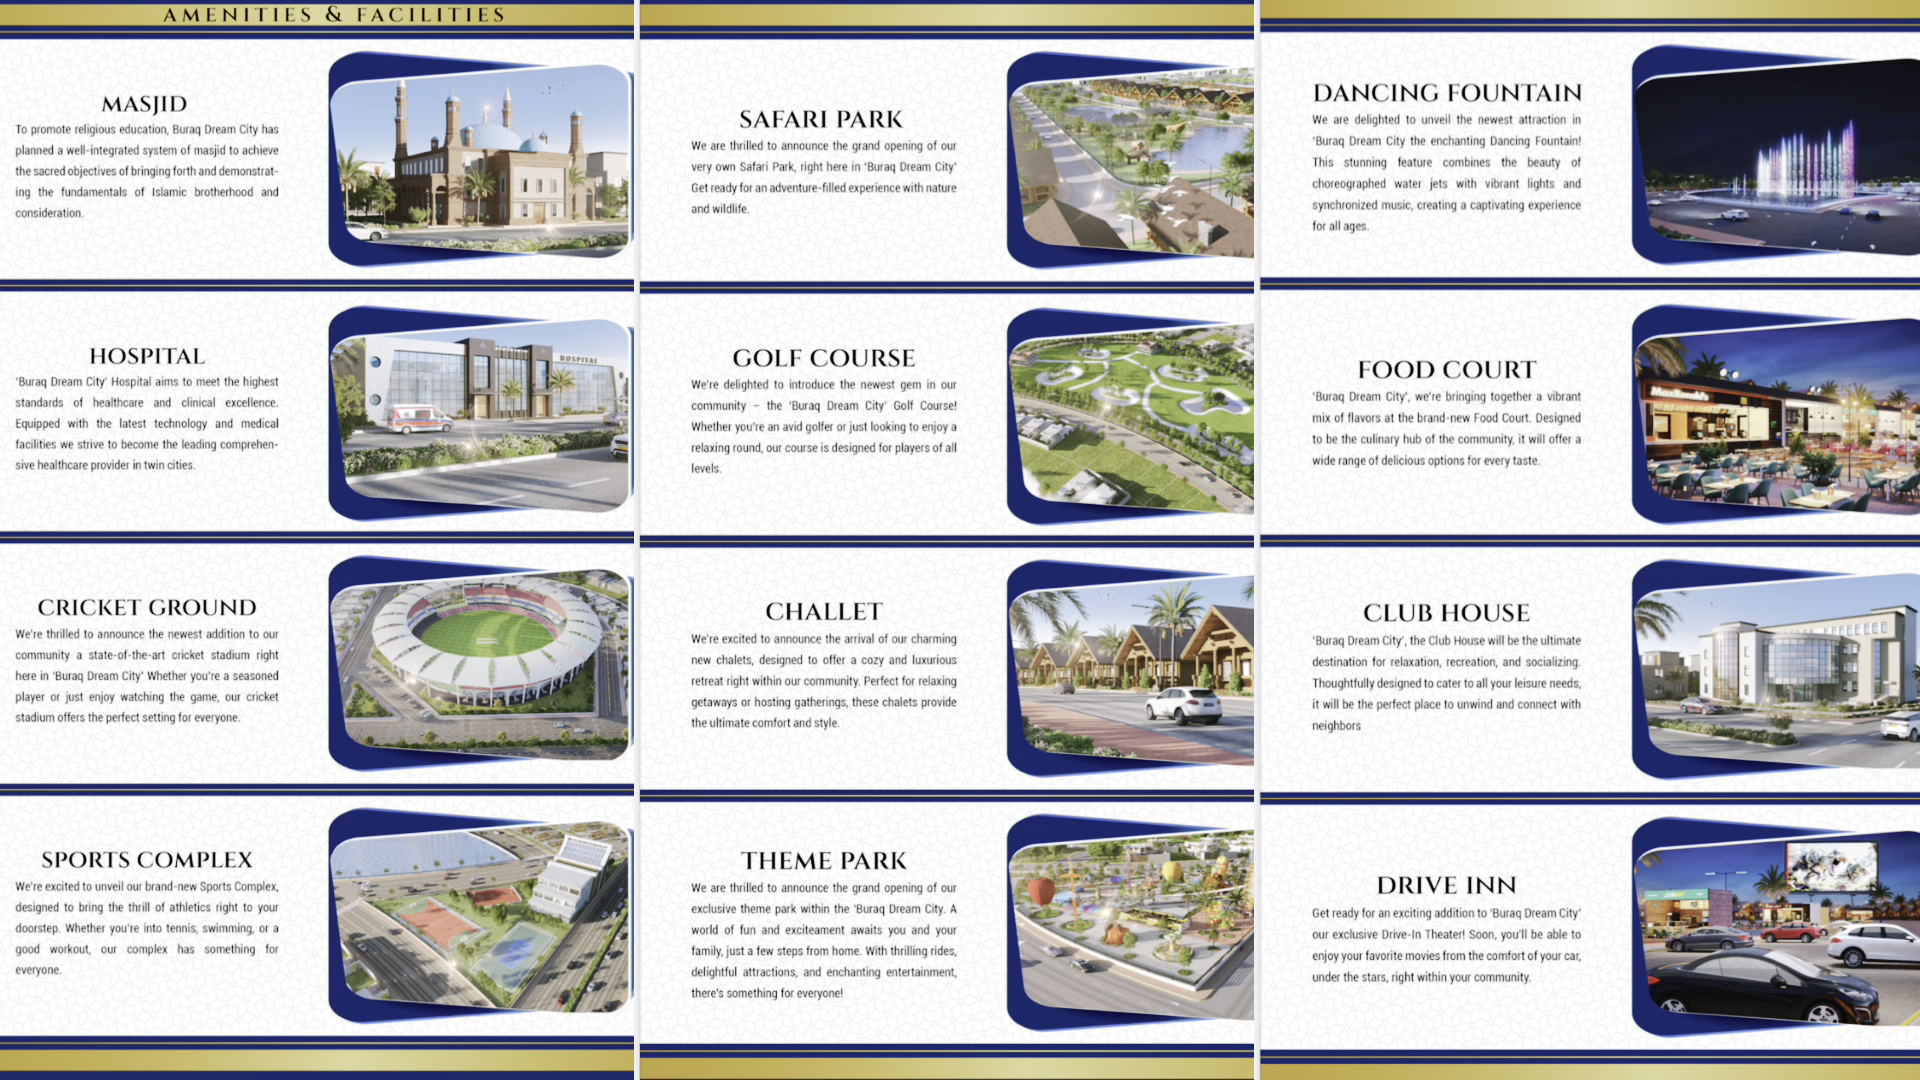 AMENITIES & FACILITIES
MASJID
To promote religious education, Buraq Dream City has
planned a well-integrated system of masjid to achieve
the sacred objectives of bringing forth and demonstrat-
ing the fundamentals of Islamic brotherhood and
consideration.
HOSPITAL
'Buraq Dream City' Hospital aims to meet the highest
standards of healthcare and clinical excellence.
Equipped with the latest technology and medical
facilities we strive to become the leading comprehen-
sive healthcare provider in twin cities.
HOSPITAL
CRICKET GROUND
We're thrilled to announce the newest addition to our
community a state-of-the-art cricket stadium right
here in 'Buraq Dream City' Whether you're a seasoned
player or just enjoy watching the game, our cricket
stadium offers the perfect setting for everyone.
SPORTS COMPLEX
We're excited to unveil our brand-new Sports Complex,
designed to bring the thrill of athletics right to your
doorstep. Whether you're into tennis, swimming, or a
good workout, our complex has something for
everyone.
SAFARI PARK
We are thrilled to announce the grand opening of our
very own Safari Park, right here in 'Buraq Dream City'
Get ready for an adventure-filled experience with nature
and wildlife.
GOLF COURSE
We're delighted to introduce the newest gem in our
community – the 'Buraq Dream City' Golf Course!
Whether you're an avid golfer or just looking to enjoy a
relaxing round, our course is designed for players of all
levels.
CHALLET
We're excited to announce the arrival of our charming
new chalets, designed to offer a cozy and luxurious
retreat right within our community. Perfect for relaxing
getaways or hosting gatherings, these chalets provide
the ultimate comfort and style.
THEME PARK
We are thrilled to announce the grand opening of our
exclusive theme park within the 'Buraq Dream City. A
world of fun and exciteament awaits you and your
family, just a few steps from home. With thrilling rides,
delightful attractions, and enchanting entertainment,
there's something for everyone!
DANCING FOUNTAIN
We are delighted to unveil the newest attraction in
'Buraq Dream City the enchanting Dancing Fountain!
This stunning feature combines the beauty of
choreographed water jets with vibrant lights and
synchronized music, creating a captivating experience
for all ages.
FOOD COURT
'Buraq Dream City', we're bringing together a vibrant
mix of flavors at the brand-new Food Court. Designed
to be the culinary hub of the community, it will offer a
wide range of delicious options for every taste.
CLUB HOUSE
'Buraq Dream City', the Club House will be the ultimate
destination for relaxation, recreation, and socializing.
Thoughtfully designed to cater to all your leisure needs,
it will be the perfect place to unwind and connect with
neighbors
DRIVE INN
Get ready for an exciting addition to 'Buraq Dream City'
our exclusive Drive-In Theater! Soon, you'll be able to
enjoy your favorite movies from the comfort of your car,
under the stars, right within your community.